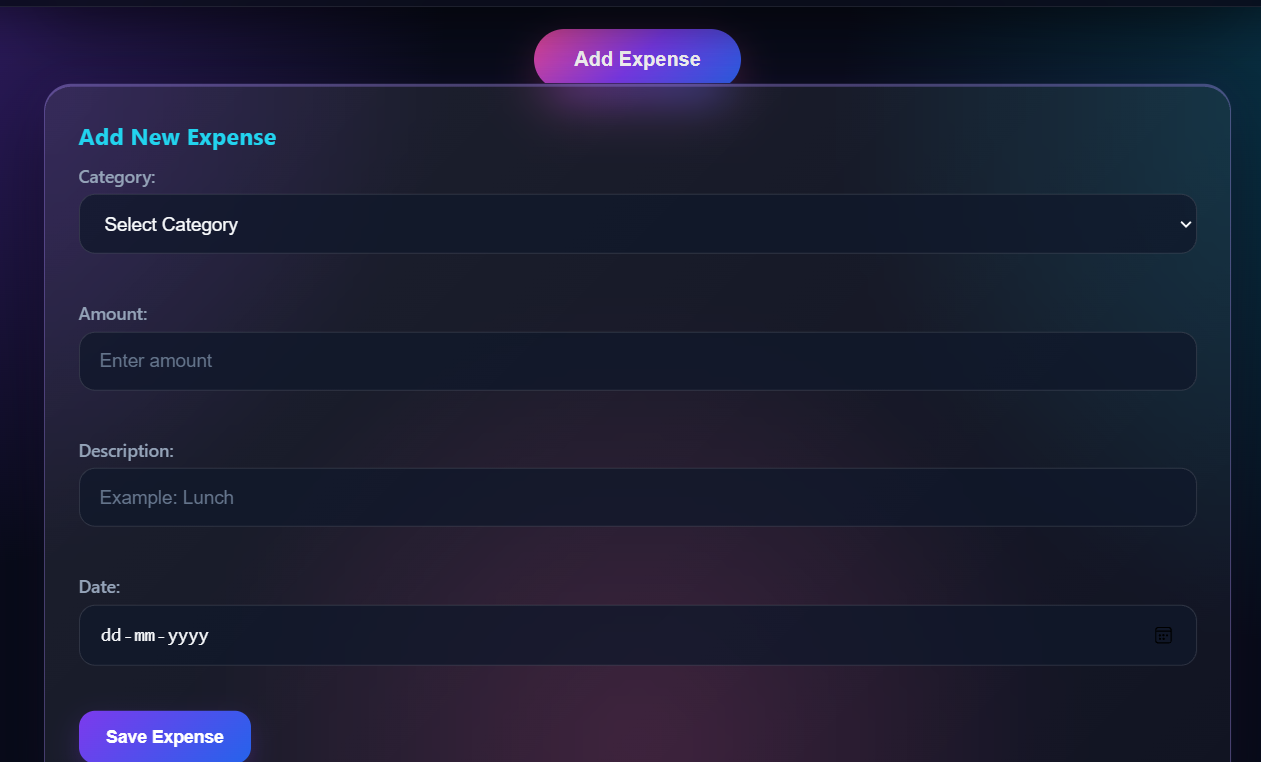 Add Expense
Add New Expense
Category:
Select Category
Amount:
Enter amount
Description:
Example: Lunch
Date:
dd-mm-yyyy
Save Expense